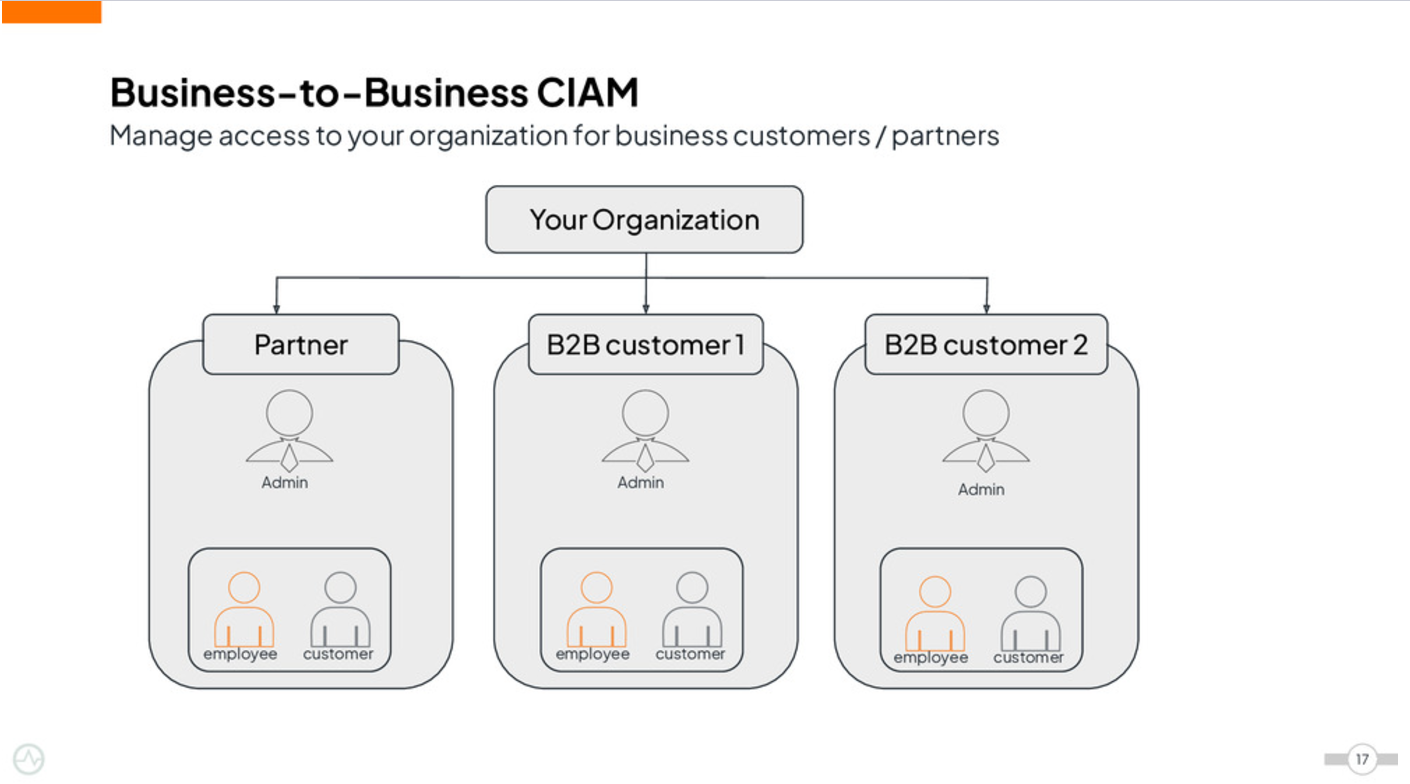 Business-to-Business CIAM
Manage access to your organization for business customers / partners
Your Organization
Partner
B2B customer 1
B2B customer 2
Admin
Admin
Admin
employee
customer
employee
customer
employee
customer
17